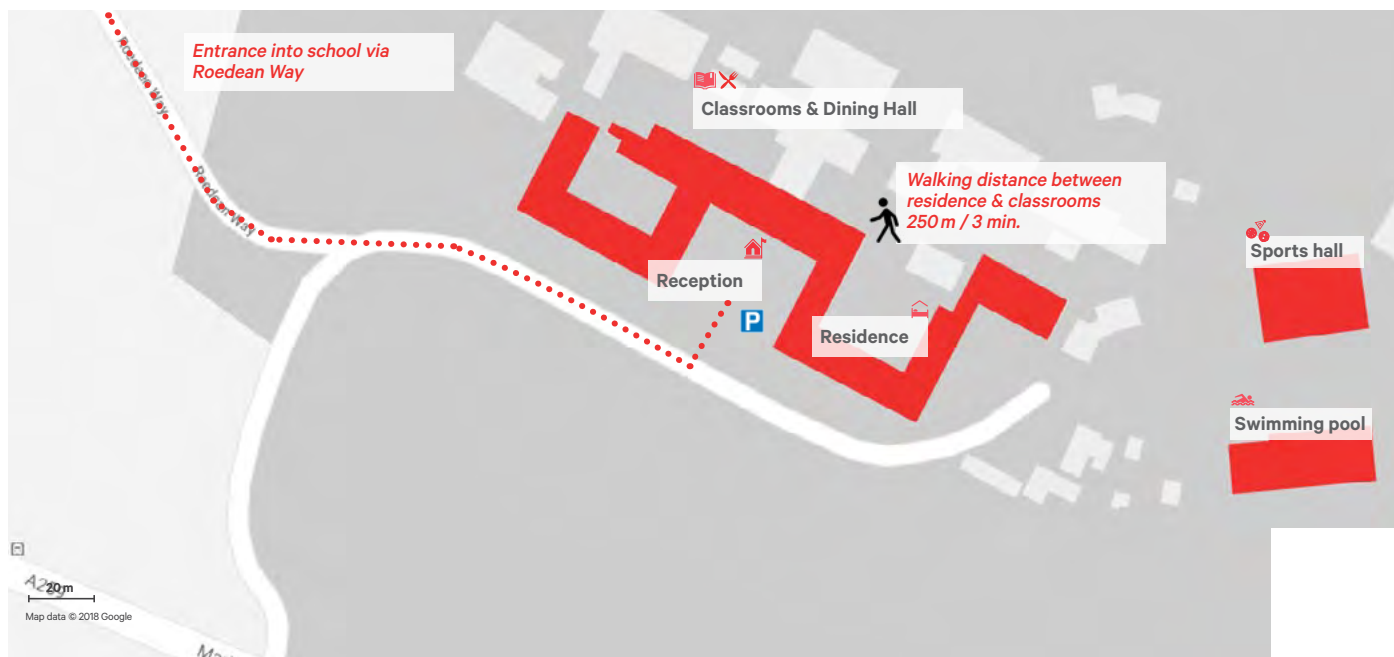 Roedean Way
Entrance into school via
Roedean Way
Classrooms & Dining Hall
Roedean Way
Walking distance between
residence & classrooms
250 m / 3 min.
Sports hall
Reception
P
Residence
Swimming pool
20 m
Map data © 2018 Google